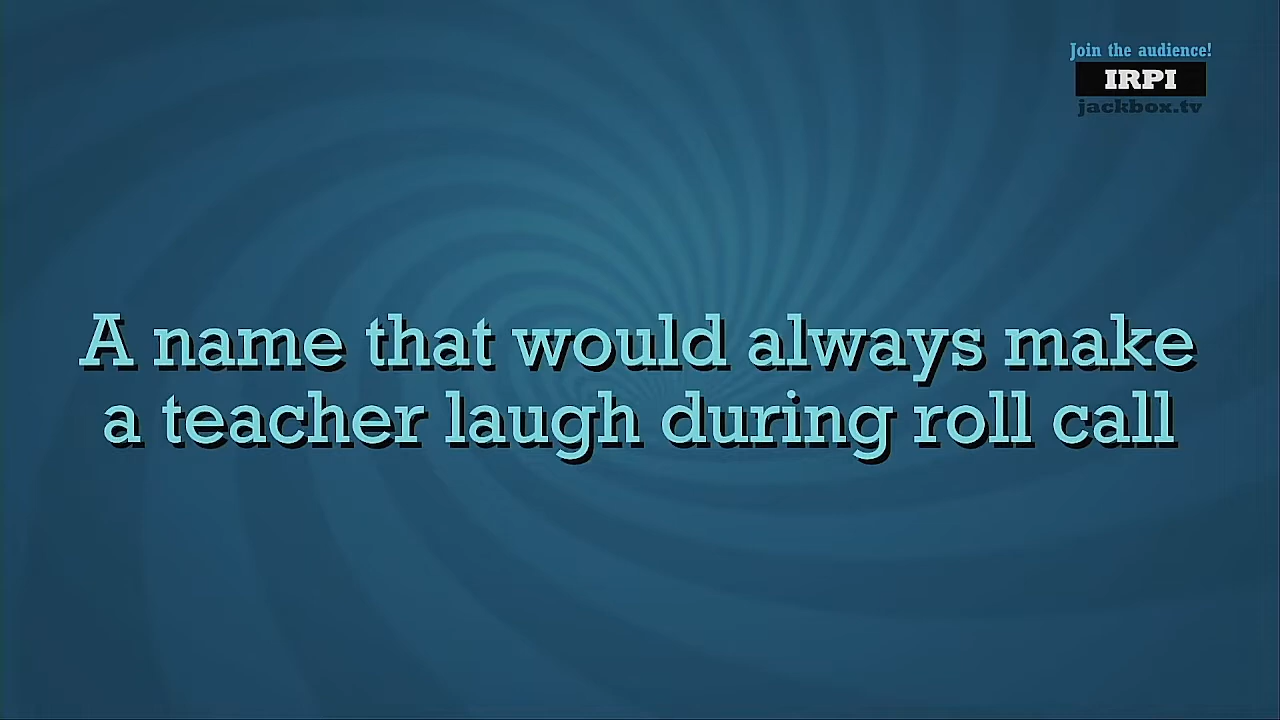 Join the audience!
IRPI
jackbox.tv
A name that would always make
a teacher laugh during roll call